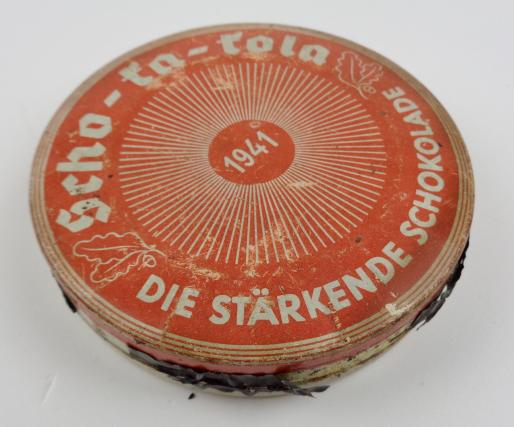 Scho-ka-kola
1941
DIE STÄRKENDE SCHOKOLADE